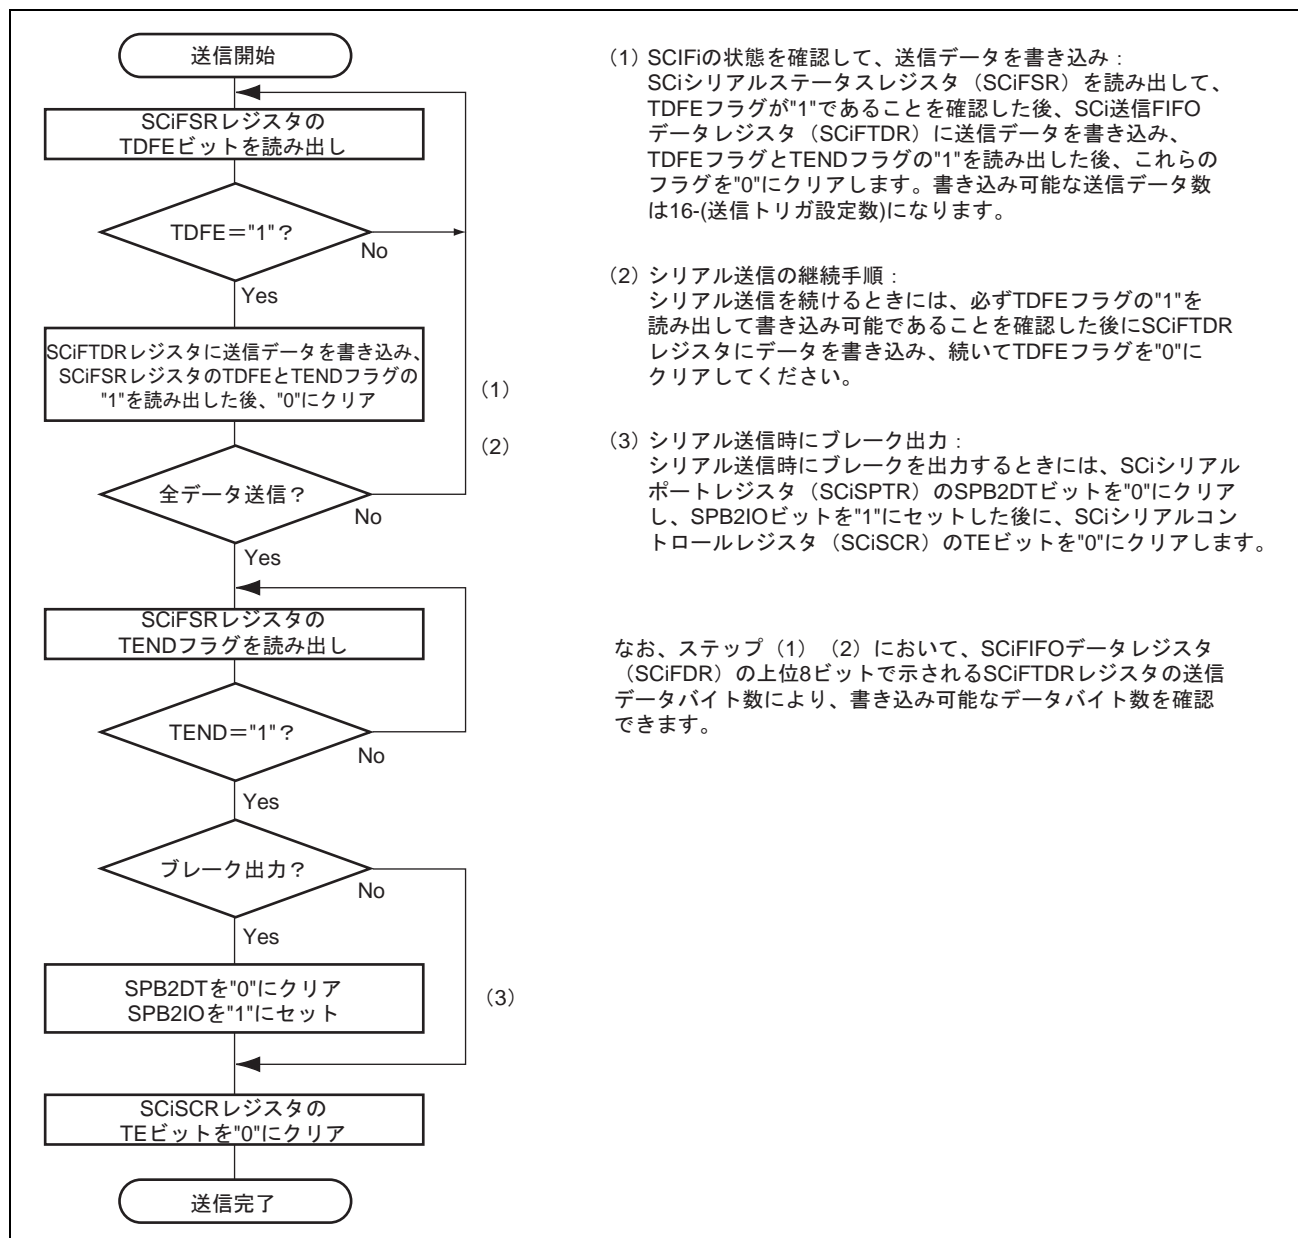 送信開始
SCiFSRレジスタの
TDFEビットを読み出し
TDFE＝"1"？
No
Yes
SCiFTDRレジスタに送信データを書き込み、
SCiFSRレジスタのTDFEとTENDフラグの
"1"を読み出した後、"0"にクリア
（1）
（2）
全データ送信？
No
Yes
SCiFSRレジスタの
TENDフラグを読み出し
TEND＝"1"？
No
Yes
ブレーク出力？
No
Yes
SPB2DTを"0"にクリア
SPB2IOを"1"にセット
（3）
SCiSCRレジスタの
TEビットを"0"にクリア
送信完了
（1）SCIFiの状態を確認して、送信データを書き込み：
SCiシリアルステータスレジスタ（SCiFSR）を読み出して、
TDFEフラグが"1"であることを確認した後、SCi送信FIFO
データレジスタ（SCiFTDR）に送信データを書き込み、
TDFEフラグとTENDフラグの"1"を読み出した後、これらの
フラグを"0"にクリアします。書き込み可能な送信データ数
は16-(送信トリガ設定数)になります。
（2）シリアル送信の継続手順：
シリアル送信を続けるときには、必ずTDFEフラグの"1"を
読み出して書き込み可能であることを確認した後にSCiFTDR
レジスタにデータを書き込み、続いてTDFEフラグを"0"に
クリアしてください。
（3）シリアル送信時にブレーク出力：
シリアル送信時にブレークを出力するときには、SCiシリアル
ポートレジスタ（SCiSPTR）のSPB2DTビットを"0"にクリア
し、SPB2IOビットを"1"にセットした後に、SCiシリアルコン
トロールレジスタ（SCiSCR）のTEビットを"0"にクリアします。
なお、ステップ（1）（2）において、SCiFIFOデータレジスタ
（SCiFDR）の上位8ビットで示されるSCiFTDRレジスタの送信
データバイト数により、書き込み可能なデータバイト数を確認
できます。